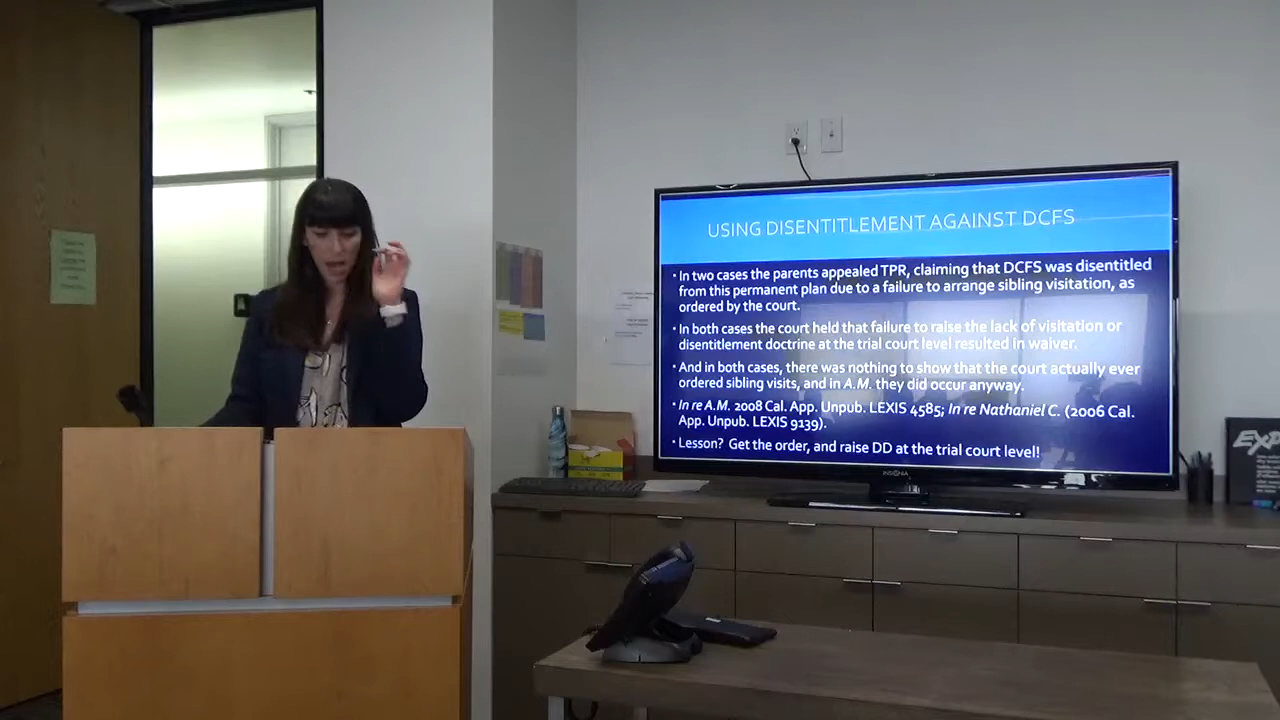 USING DISENTITLEMENT AGAINST DCFS
• In two cases the parents appealed TPR, claiming that DCFS was disentitled
from this permanent plan due to a failure to arrange sibling visitation, as
ordered by the court.
• In both cases the court held that failure to raise the lack of visitation or
disentitlement doctrine at the trial court level resulted in waiver.
• And in both cases, there was nothing to show that the court actually ever
ordered sibling visits, and in A.M. they did occur anyway.
• In re A.M. 2008 Cal. App. Unpub. LEXIS 4585; In re Nathaniel C. (2006 Cal.
App. Unpub. LEXIS 9139).
• Lesson? Get the order, and raise DD at the trial court level!
INSIGNIA